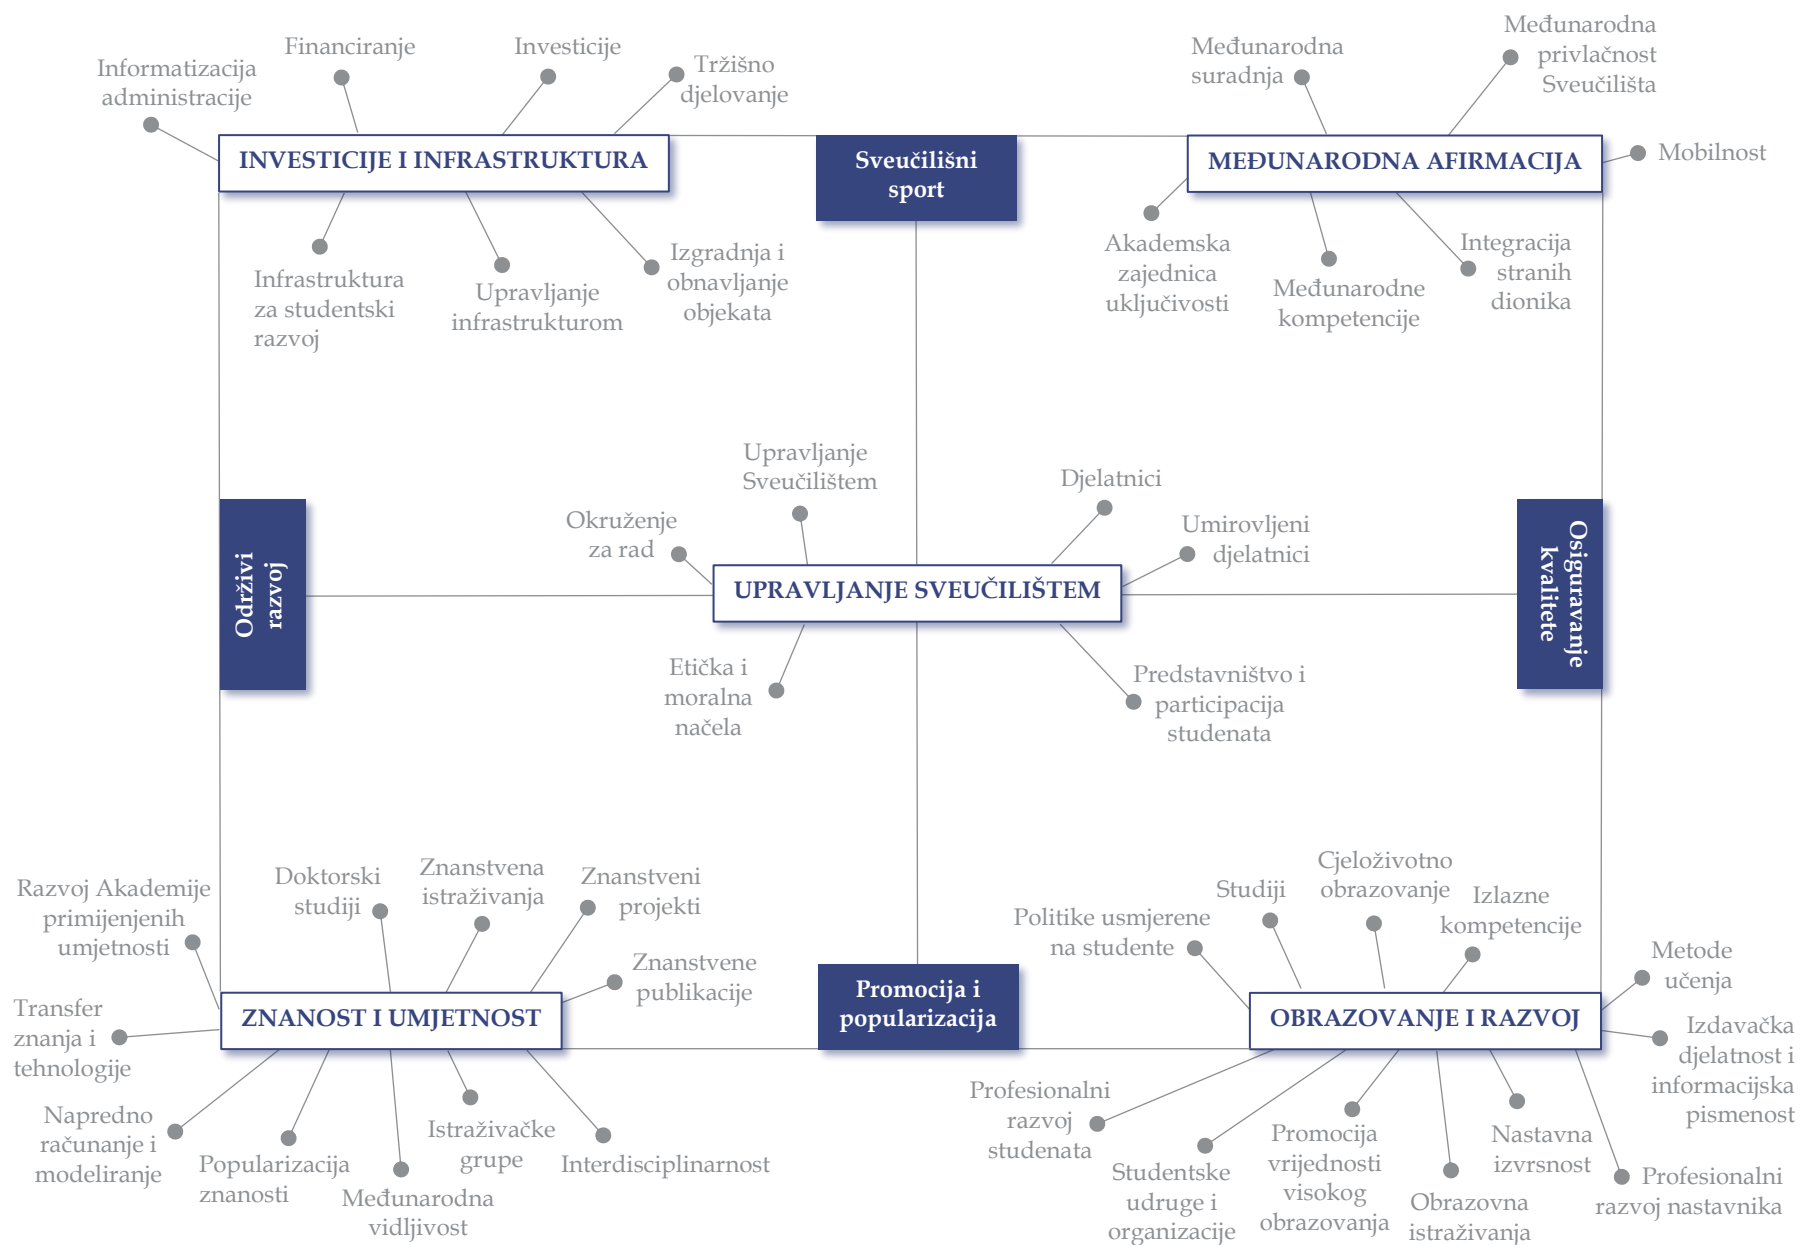 Financiranje
Investicije
Informatizacija
administracije
Tržišno
djelovanje
INVESTICIJE I INFRASTRUKTURA
Infrastruktura
za studentski
razvoj
Upravljanje
infrastrukturom
Izgradnja i
obnavljanje
objekata
Sveučilišni
sport
Međunarodna
suradnja
Međunarodna
privlačnost
Sveučilišta
MEĐUNARODNA AFIRMACIJA
Mobilnost
Akademska
zajednica
uključivosti
Međunarodne
kompetencije
Integracija
stranih
dionika
Održivi
razvoj
Okruženje
za rad
Upravljanje
Sveučilištem
Djelatnici
Umirovljeni
djelatnici
UPRAVLJANJE SVEUČILIŠTEM
Etička i
moralna
načela
Predstavništvo i
participacija
studenata
Osiguravanje
kvalitete
Razvoj Akademije
primijenjenih
umjetnosti
Doktorski
studiji
Znanstvena
istraživanja
Znanstveni
projekti
Znanstvene
publikacije
Transfer
znanja i
tehnologije
ZNANOST I UMJETNOST
Napredno
računanje i
modeliranje
Popularizacija
znanosti
Međunarodna
vidljivost
Istraživačke
grupe
Interdisciplinarnost
Promocija i
popularizacija
Politike usmjerene
na studente
Studiji
Cjeloživotno
obrazovanje
Izlazne
kompetencije
Metode
učenja
OBRAZOVANJE I RAZVOJ
Izdavačka
djelatnost i
informacijska
pismenost
Profesionalni
razvoj
studenata
Studentske
udruge i
organizacije
Promocija
vrijednosti
visokog
obrazovanja
Obrazovna
istraživanja
Nastavna
izvrsnost
Profesionalni
razvoj nastavnika